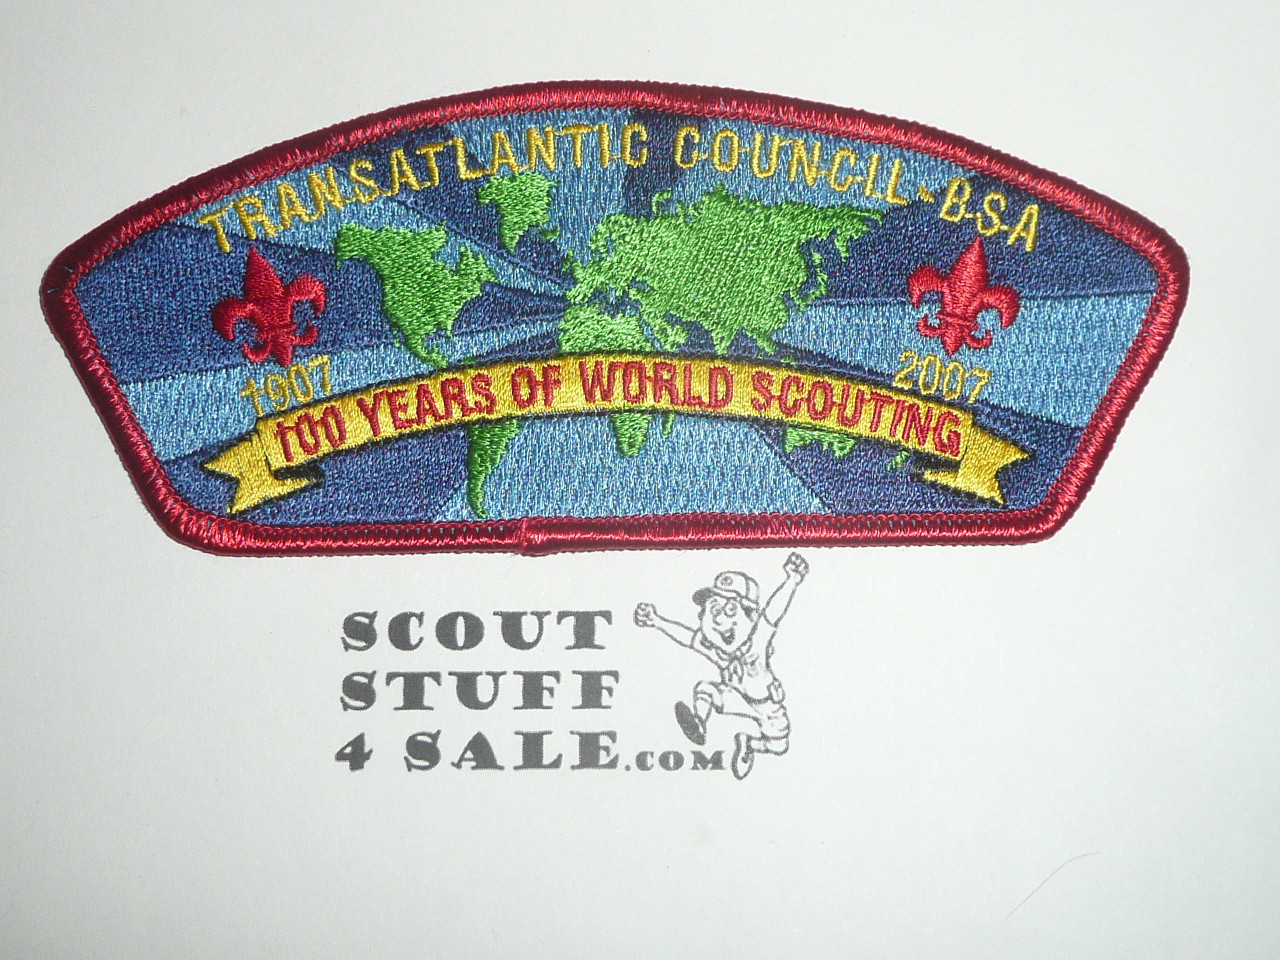 TRANSATLANTIC COUNCIL-BSA
1907
2007
100 YEARS OF WORLD SCOUTING
SCOUT
STUFF
4 SALE.COM